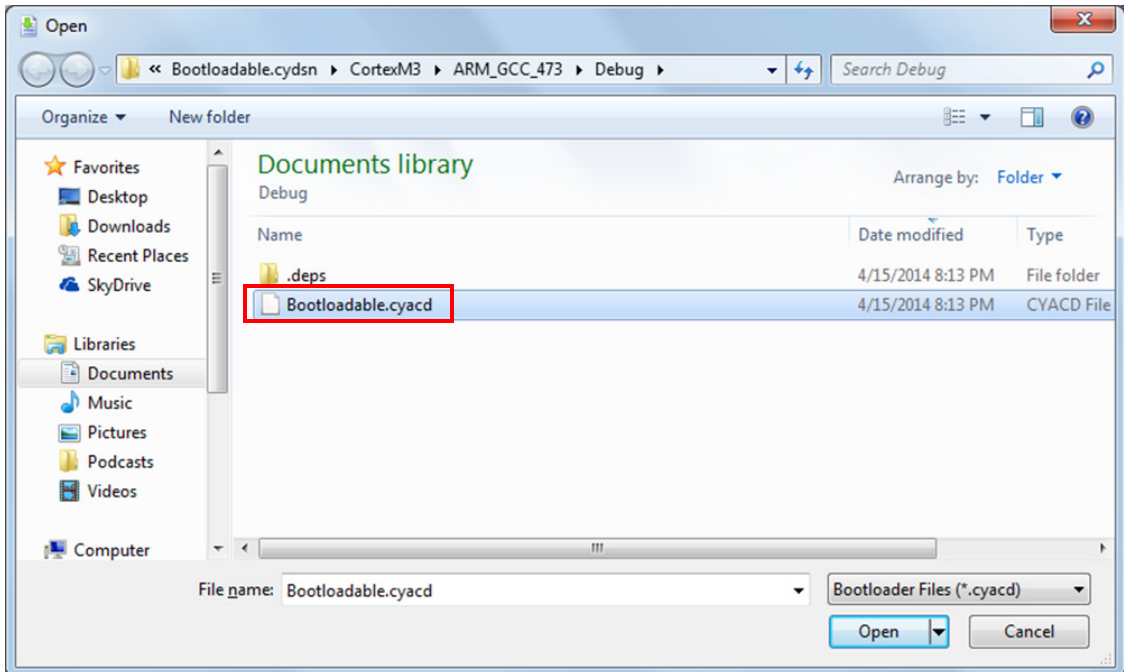 Open
« Bootloadable.cydsn ▸ CortexM3 ▸ ARM_GCC_473 ▸ Debug ▸
Search Debug
Organize ▾ New folder
Favorites
Desktop
Downloads
Recent Places
SkyDrive
Libraries
Documents
Music
Pictures
Podcasts
Videos
Computer
Documents library
Debug
Arrange by: Folder ▾
Name Date modified Type
.deps 4/15/2014 8:13 PM File folder
Bootloadable.cyacd 4/15/2014 8:13 PM CYACD File
File name: Bootloadable.cyacd
Bootloader Files (*.cyacd)
Open Cancel